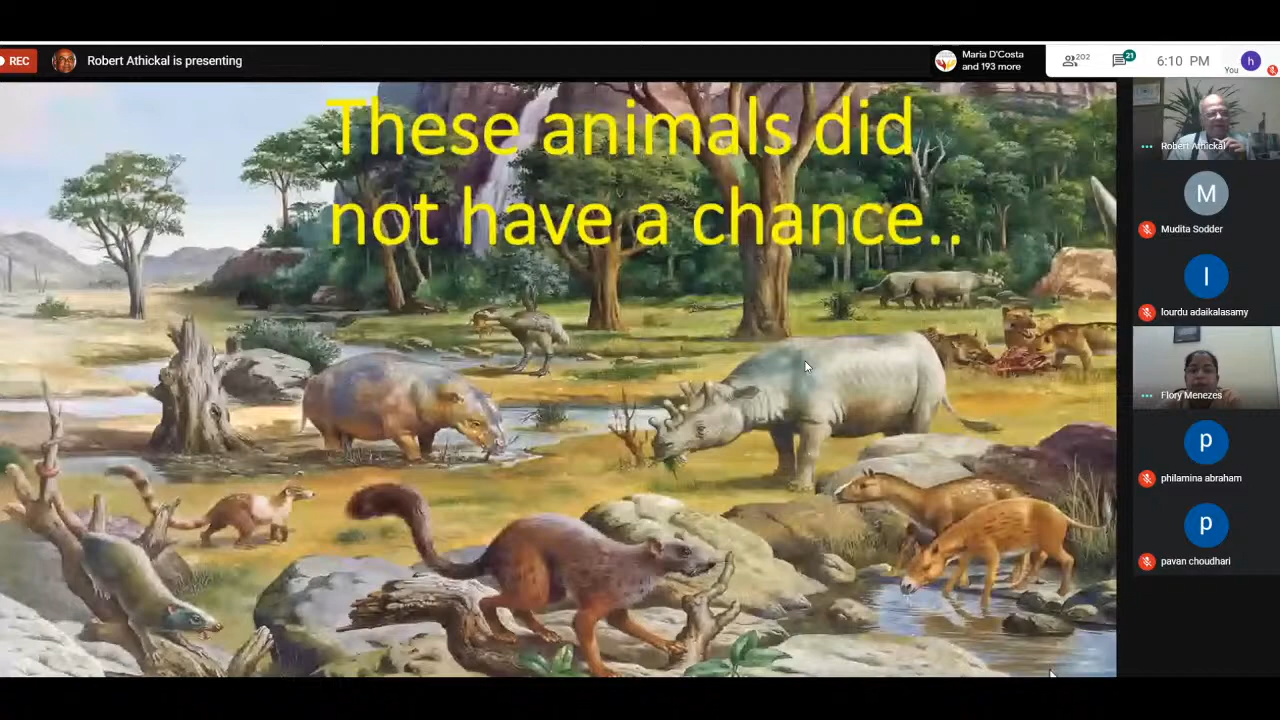 REC
Robert Athickal is presenting
Maria D'Costa
and 193 more
202
21
6:10 PM
You
h
These animals did
not have a chance..
Robert Athickal
M
Mudita Sodder
l
lourdu adaikalasamy
Flory Menezes
p
philamina abraham
p
pavan choudhari